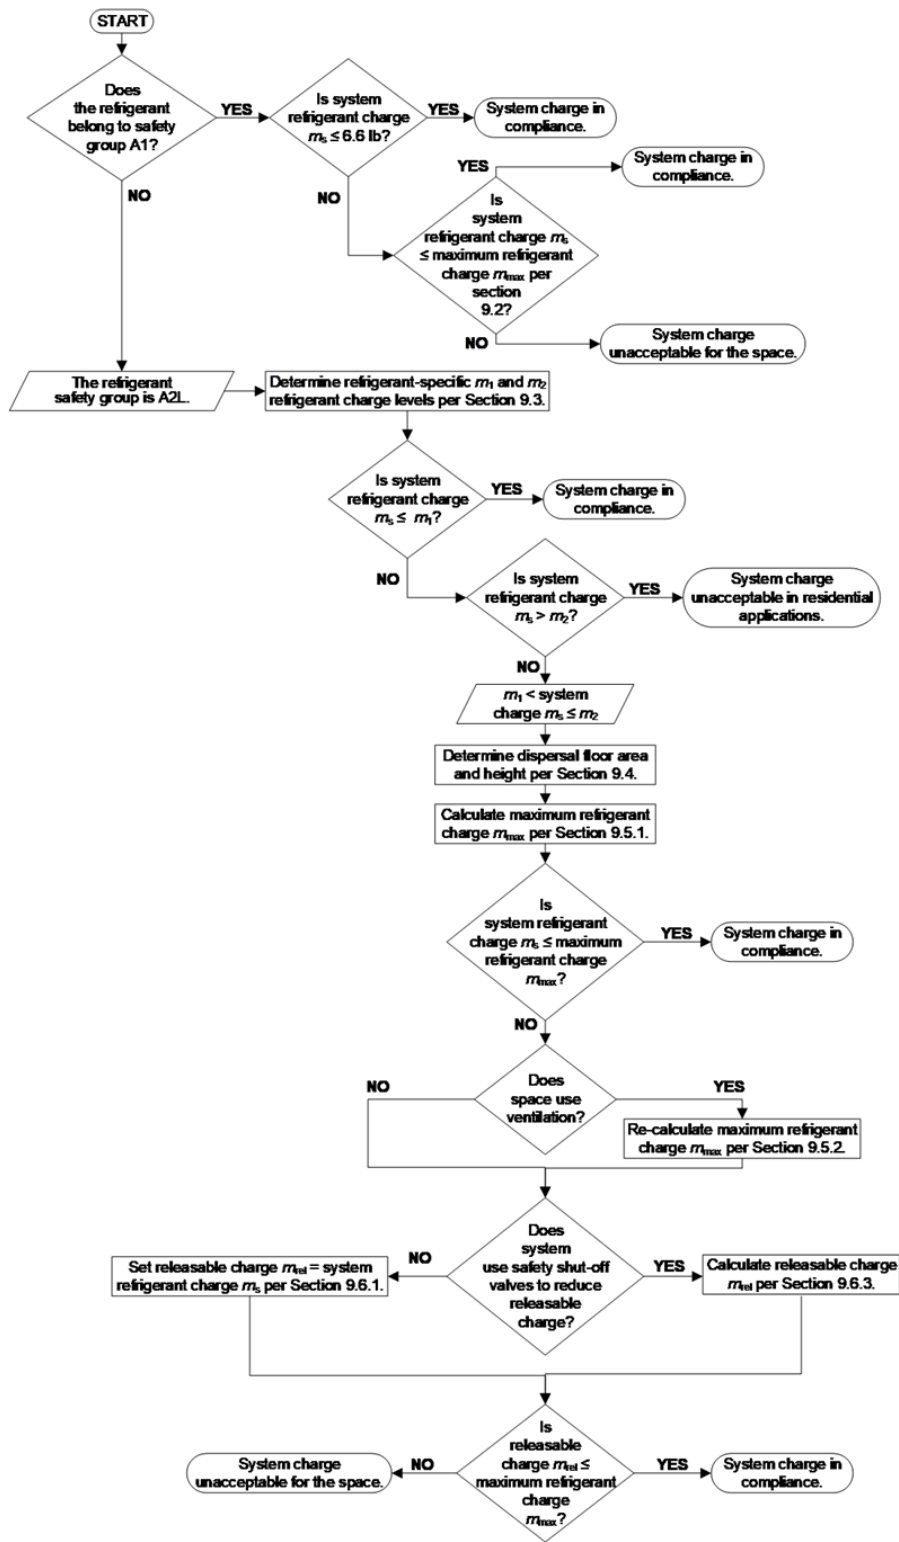 START
Does
the refrigerant
belong to safety
group A1?
YES
Is system
refrigerant charge
mₛ ≤ 6.6 lb?
YES
System charge in
compliance.
NO
NO
YES
System charge in
compliance.
Is
system
refrigerant charge mₛ
≤ maximum refrigerant
charge mₘₐₓ per
section
9.2?
NO
System charge
unacceptable for the space.
The refrigerant
safety group is A2L.
Determine refrigerant-specific m₁ and m₂
refrigerant charge levels per Section 9.3.
Is system
refrigerant charge
mₛ ≤ m₁?
YES
System charge in
compliance.
NO
Is system
refrigerant charge
mₛ > m₂?
YES
System charge
unacceptable in residential
applications.
NO
m₁ < system
charge mₛ ≤ m₂
Determine dispersal floor area
and height per Section 9.4.
Calculate maximum refrigerant
charge mₘₐₓ per Section 9.5.1.
Is
system refrigerant
charge mₛ ≤ maximum
refrigerant charge
mₘₐₓ?
YES
System charge in
compliance.
NO
Does
space use
ventilation?
NO
YES
Re-calculate maximum refrigerant
charge mₘₐₓ per Section 9.5.2.
Does
system
use safety shut-off
valves to reduce
releasable
charge?
NO
Set releasable charge mᵣₑₗ = system
refrigerant charge mₛ per Section 9.6.1.
YES
Calculate releasable charge
mᵣₑₗ per Section 9.6.3.
Is
releasable
charge mᵣₑₗ ≤
maximum refrigerant
charge
mₘₐₓ?
NO
System charge
unacceptable for the space.
YES
System charge in
compliance.